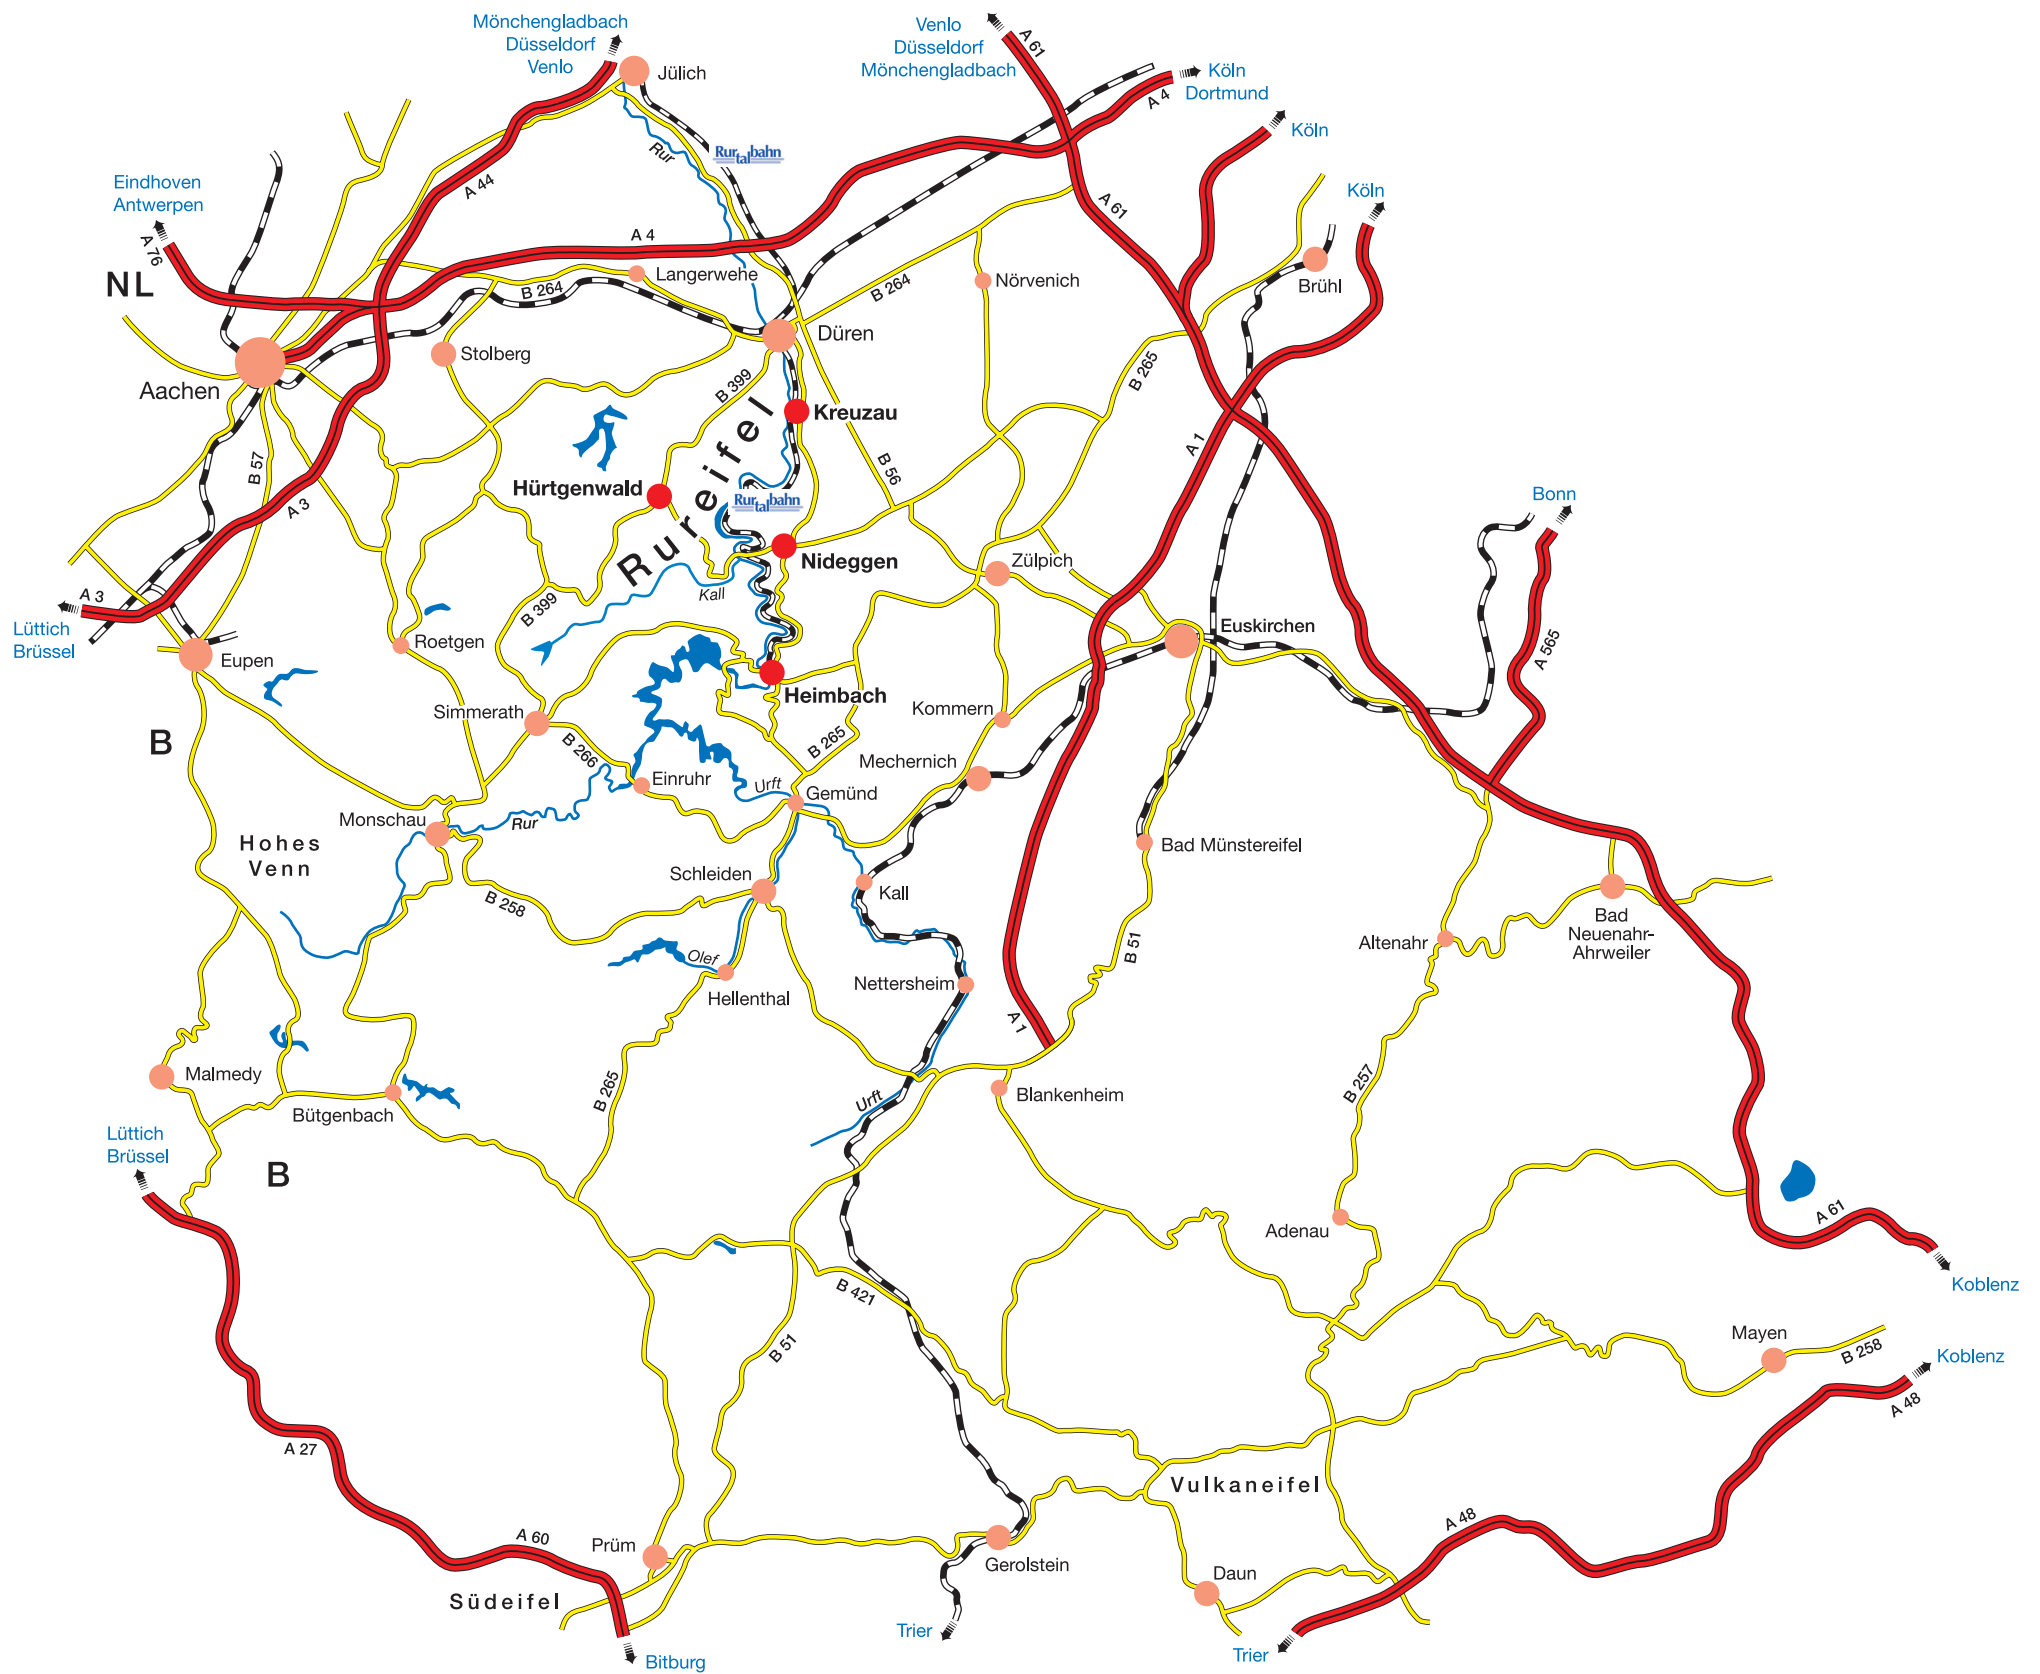 Mönchengladbach
Düsseldorf
Venlo
Jülich
Venlo
Düsseldorf
Mönchengladbach
A 61
Köln
Dortmund
A 4
Köln
Rur
Rurtalbahn
A 44
Eindhoven
Antwerpen
A 76
Köln
A 61
A 4
NL
Langerwehe
B 264
B 264
Nörvenich
Brühl
Düren
Stolberg
Aachen
B 399
B 265
Kreuzau
Rureifel
A 1
B 57
B 56
Hürtgenwald
Rurtalbahn
A 3
Bonn
Nideggen
Zülpich
Kall
A 3
B 399
Lüttich
Brüssel
Euskirchen
Roetgen
Eupen
A 565
Heimbach
Simmerath
Kommern
B
B 266
B 265
Mechernich
Einruhr
Urft
Gemünd
Monschau
Rur
Hohes
Venn
Bad Münstereifel
Schleiden
Kall
B 258
Bad
Neuenahr-
Ahrweiler
Altenahr
B 51
Olef
Hellenthal
Nettersheim
A 1
Malmedy
Bütgenbach
B 265
Urft
Blankenheim
B 257
Lüttich
Brüssel
B
A 61
Adenau
Koblenz
B 421
Mayen
B 258
Koblenz
B 51
A 48
A 27
Vulkaneifel
A 48
A 60
Prüm
Gerolstein
Daun
Südeifel
Trier
Trier
Bitburg